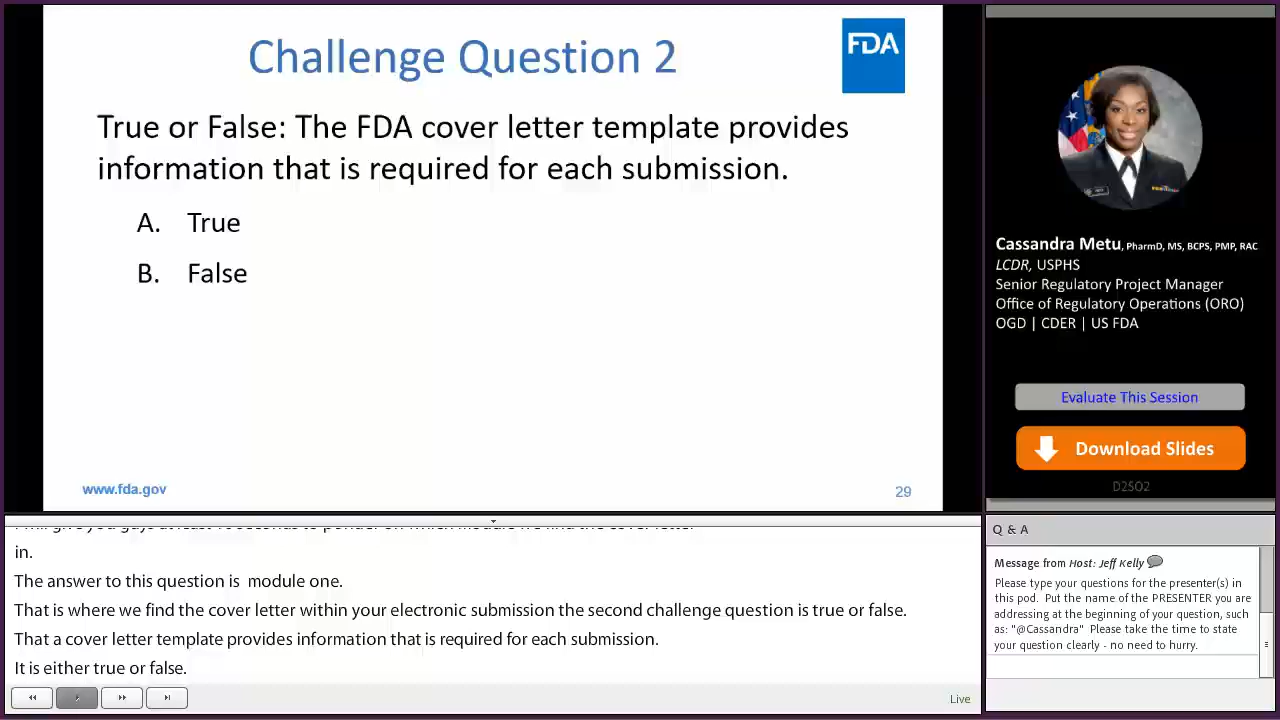 Challenge Question 2
FDA
True or False: The FDA cover letter template provides
information that is required for each submission.
A. True
B. False
www.fda.gov
29
Cassandra Metu, PharmD, MS, BCPS, PMP, RAC
LCDR, USPHS
Senior Regulatory Project Manager
Office of Regulatory Operations (ORO)
OGD | CDER | US FDA
Evaluate This Session
Download Slides
D2S02
in.
The answer to this question is module one.
That is where we find the cover letter within your electronic submission the second challenge question is true or false.
That a cover letter template provides information that is required for each submission.
It is either true or false.
Live
Q & A
Message from Host: Jeff Kelly
Please type your questions for the presenter(s) in
this pod. Put the name of the PRESENTER you are
addressing at the beginning of your question, such
as: "@Cassandra" Please take the time to state
your question clearly - no need to hurry.